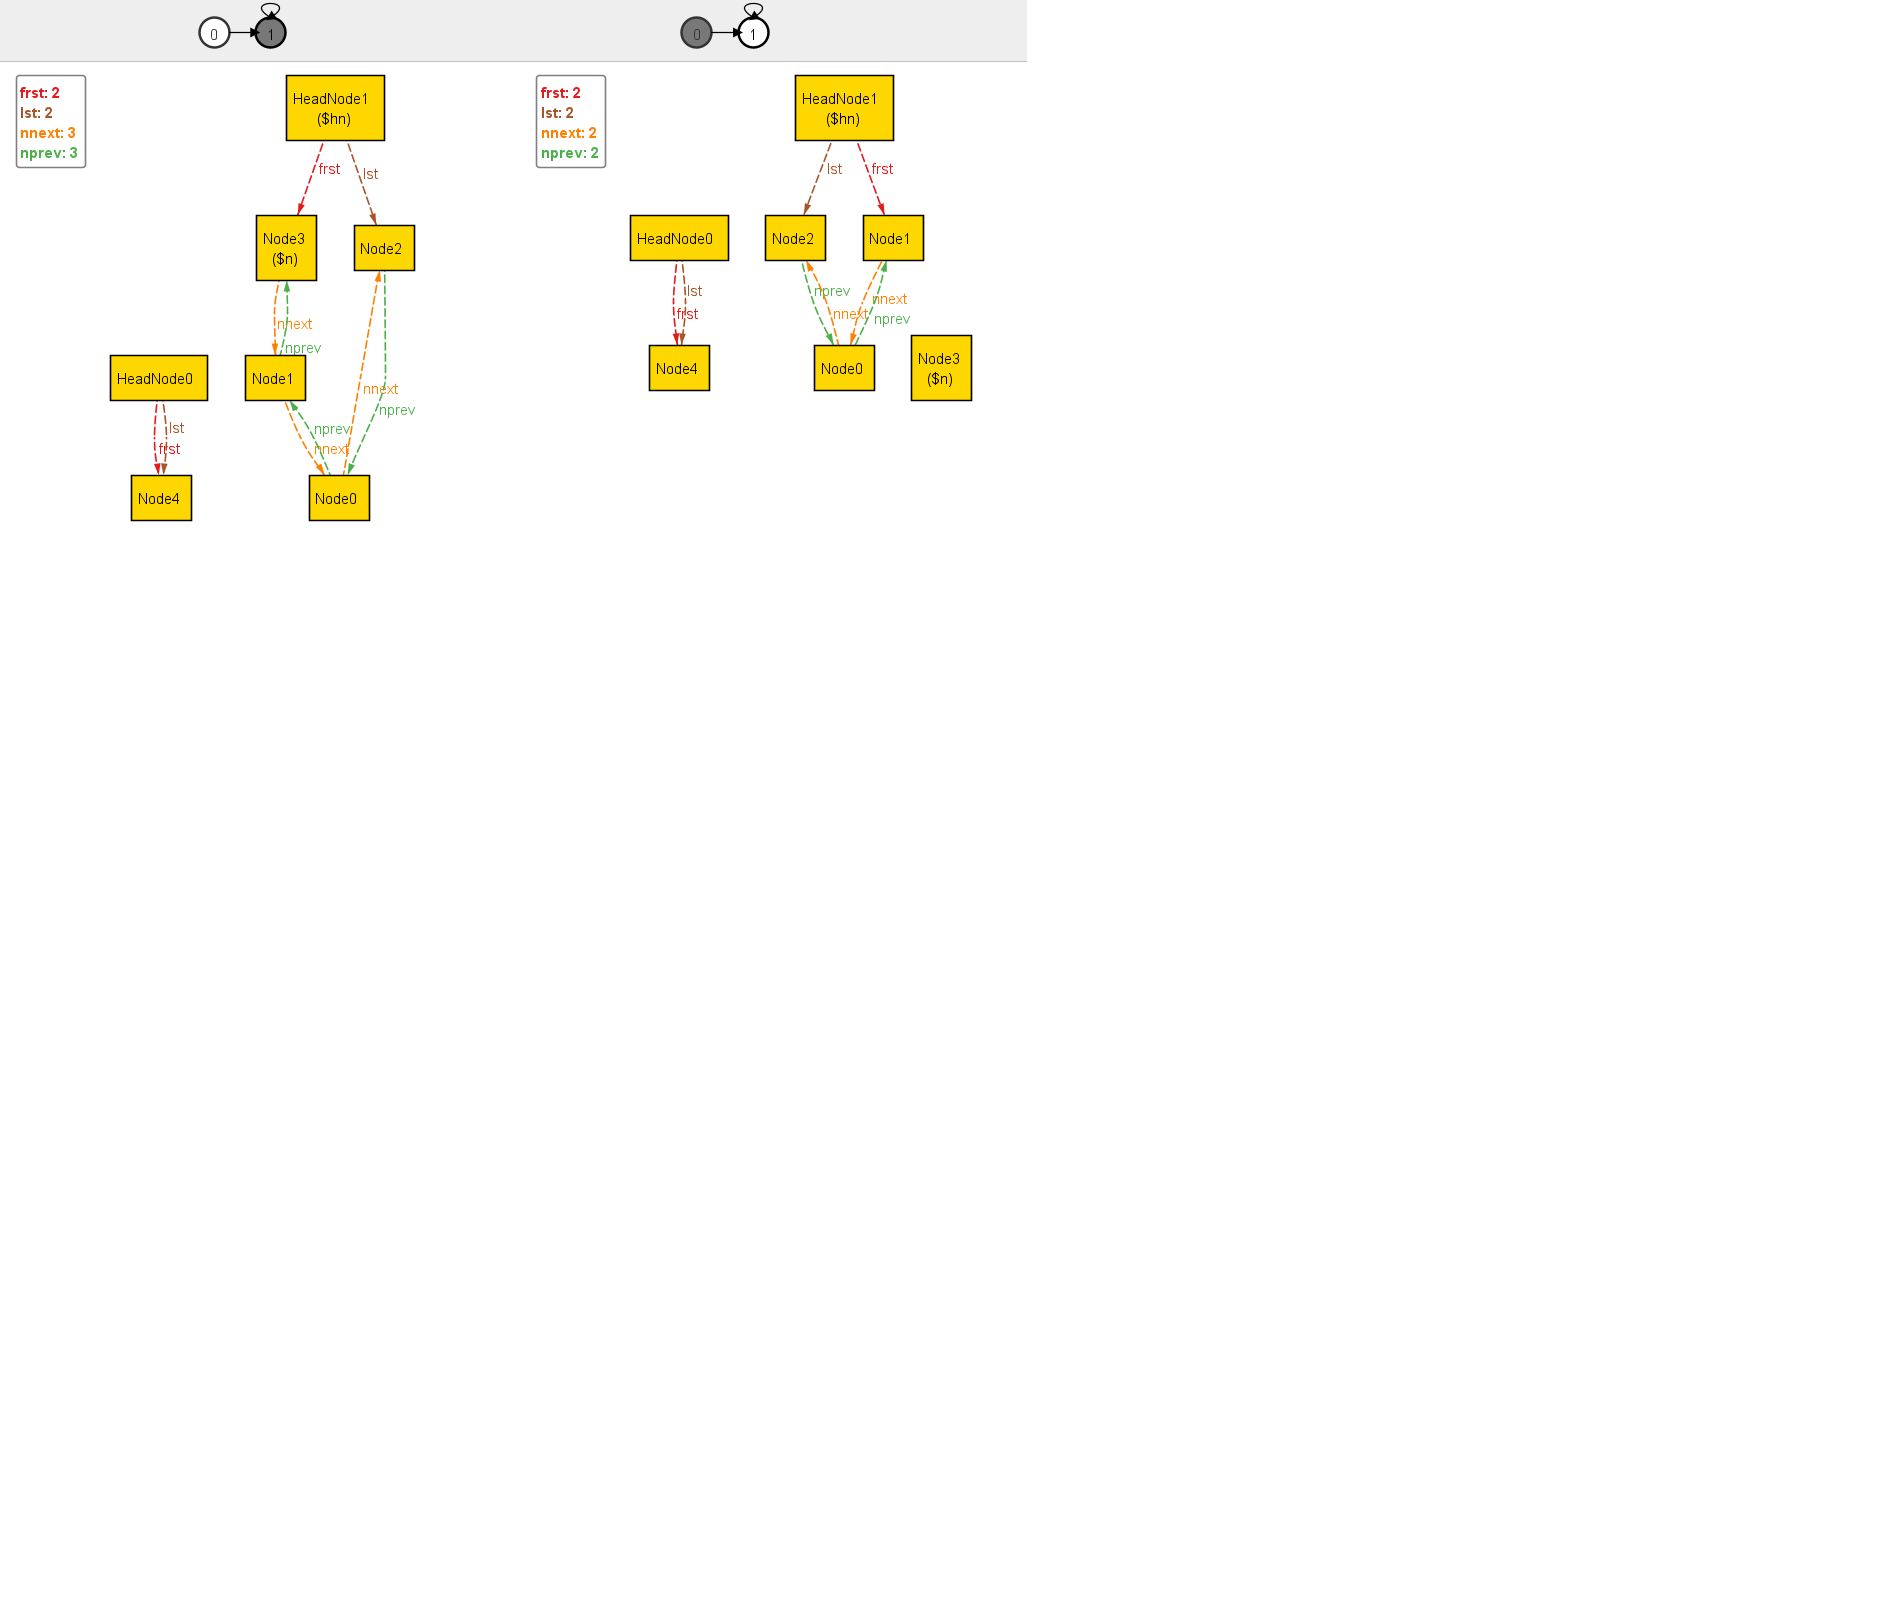 0
1
0
1
frst: 2
lst: 2
nnext: 3
nprev: 3
HeadNode1
($hn)
frst
lst
Node3
($n)
Node2
nnext
nprev
HeadNode0
Node1
nnext
nprev
lst
frst
nprev
nnext
Node4
Node0
frst: 2
lst: 2
nnext: 2
nprev: 2
HeadNode1
($hn)
lst
frst
HeadNode0
Node2
Node1
lst
frst
nprev
nnext
nnext
nprev
Node4
Node0
Node3
($n)